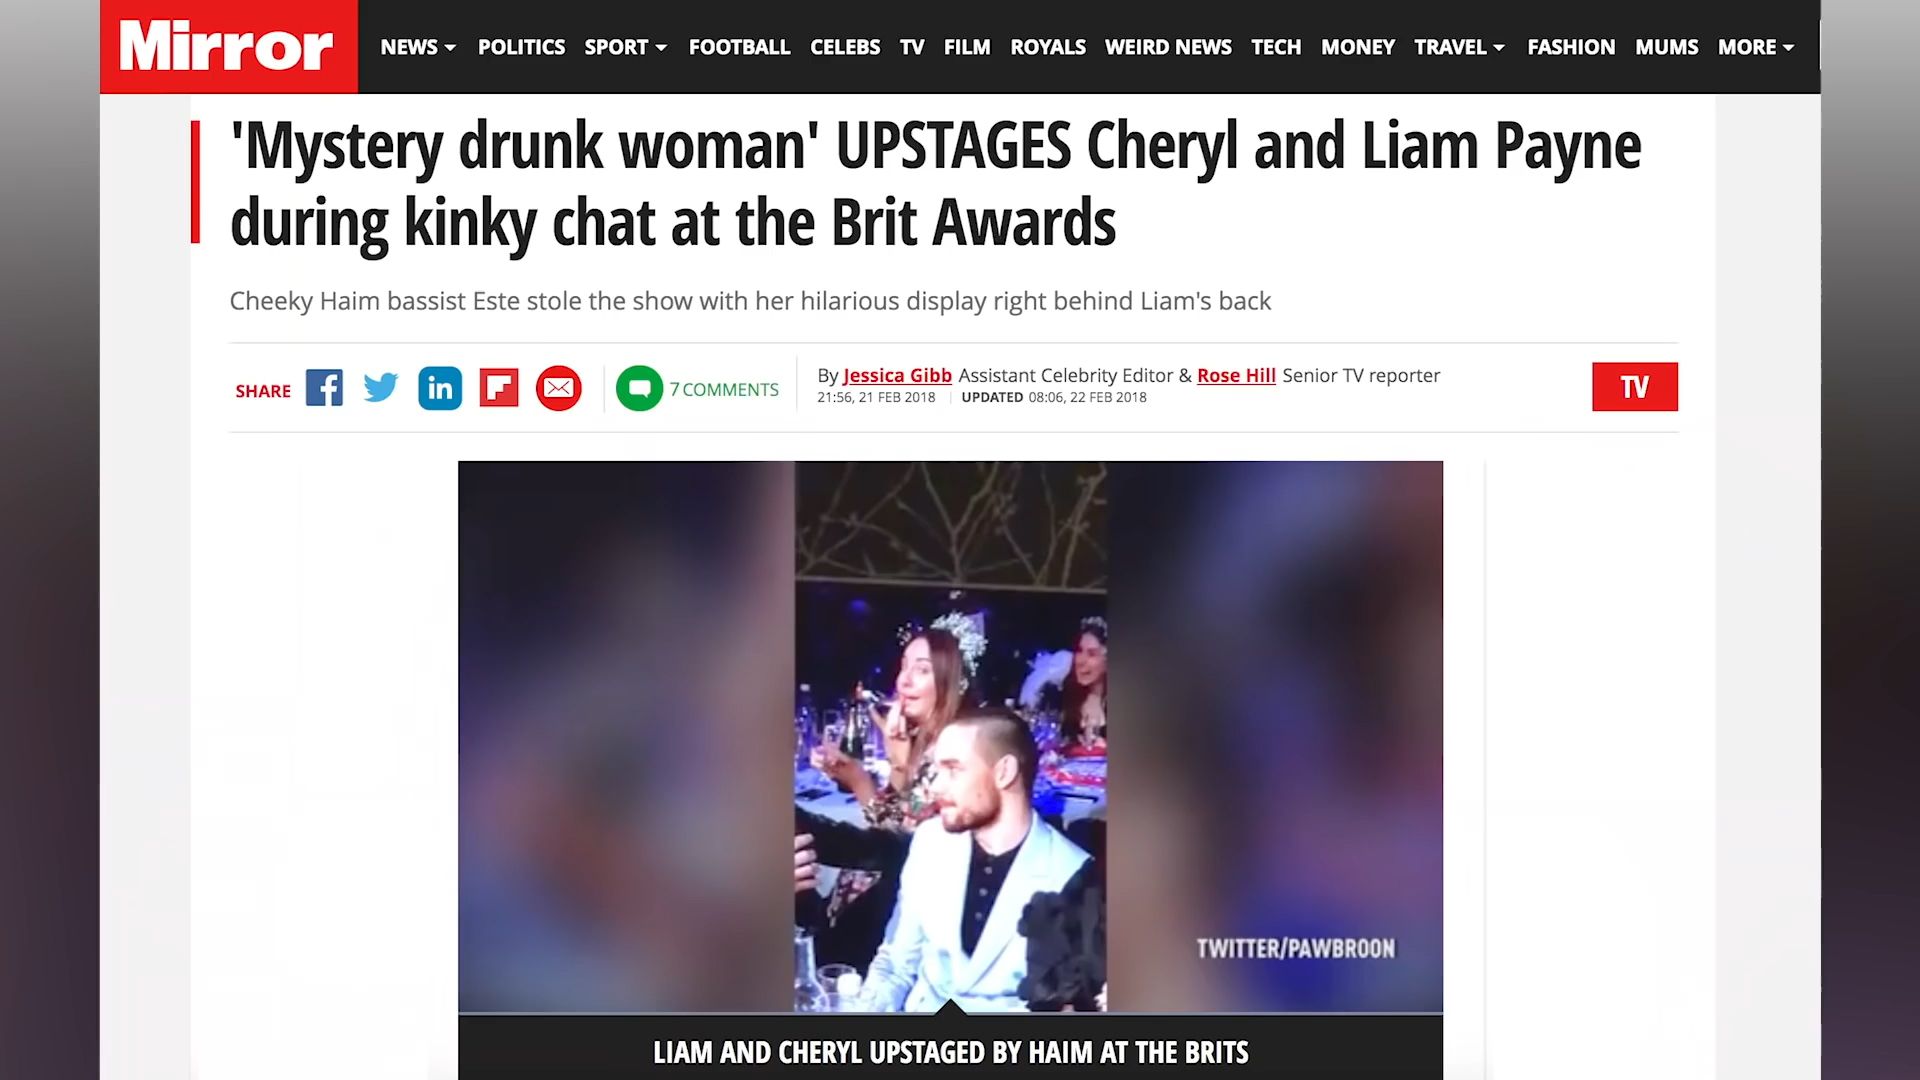 Mirror
NEWS POLITICS SPORT FOOTBALL CELEBS TV FILM ROYALS WEIRD NEWS TECH MONEY TRAVEL FASHION MUMS MORE
'Mystery drunk woman' UPSTAGES Cheryl and Liam Payne
during kinky chat at the Brit Awards
Cheeky Haim bassist Este stole the show with her hilarious display right behind Liam's back
SHARE
7 COMMENTS
By Jessica Gibb Assistant Celebrity Editor & Rose Hill Senior TV reporter
21:56, 21 FEB 2018 UPDATED 08:06, 22 FEB 2018
TV
TWITTER/PAWBROON
LIAM AND CHERYL UPSTAGED BY HAIM AT THE BRITS